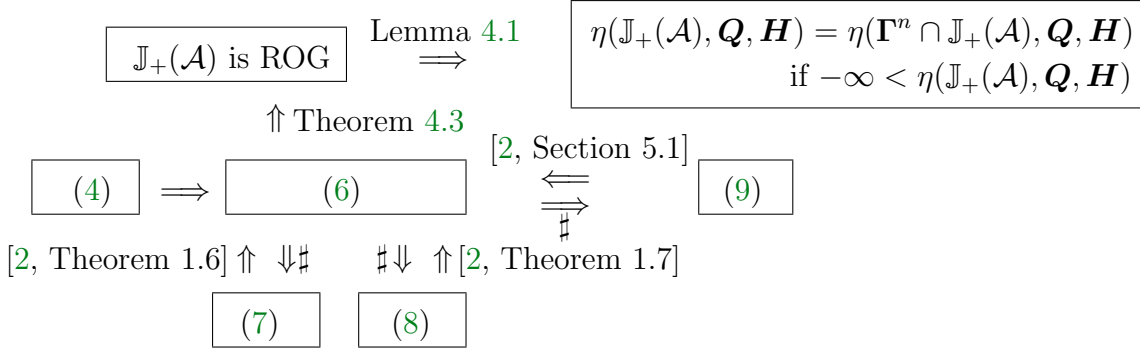 Lemma 4.1
𝕁₊(𝒜) is ROG ⟹
η(𝕁₊(𝒜), 𝑸, 𝑯) = η(𝚪ⁿ ∩ 𝕁₊(𝒜), 𝑸, 𝑯)
if −∞ < η(𝕁₊(𝒜), 𝑸, 𝑯)
⇑ Theorem 4.3
[2, Section 5.1]
(4) ⟹ (6) ⟸ (9)
⟹
♯
[2, Theorem 1.6] ⇑ ⇓♯ ♯⇓ ⇑ [2, Theorem 1.7]
(7) (8)